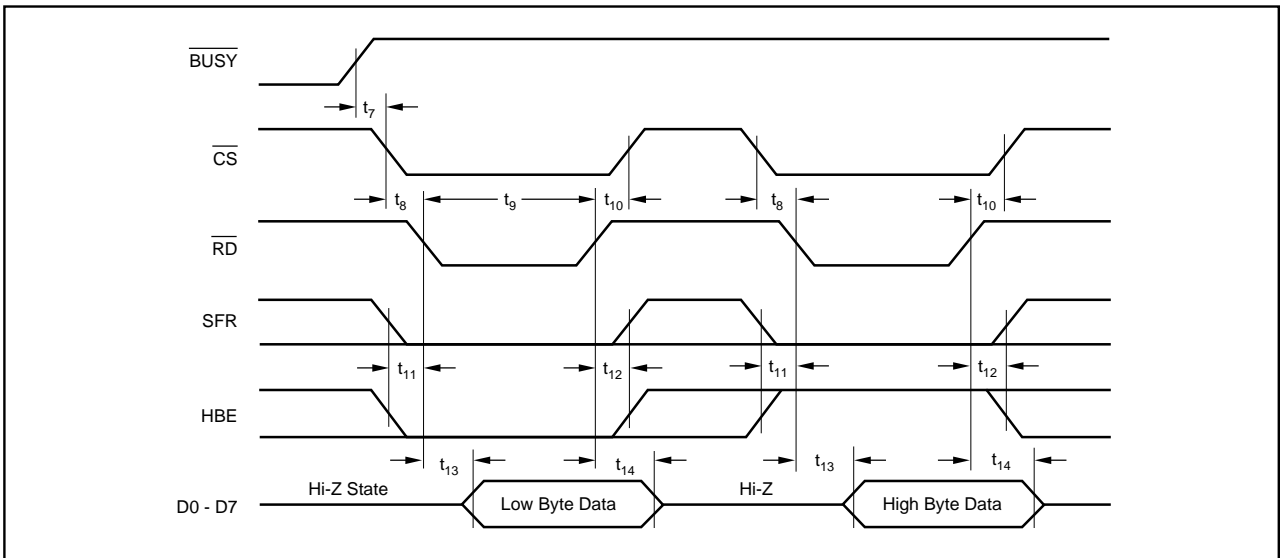 BUSY
t7
CS
t8 t9 t10 t8 t10
RD
SFR
t11 t12 t11 t12
HBE
t13 t14 t13 t14
Hi-Z State Hi-Z
D0 - D7 Low Byte Data High Byte Data